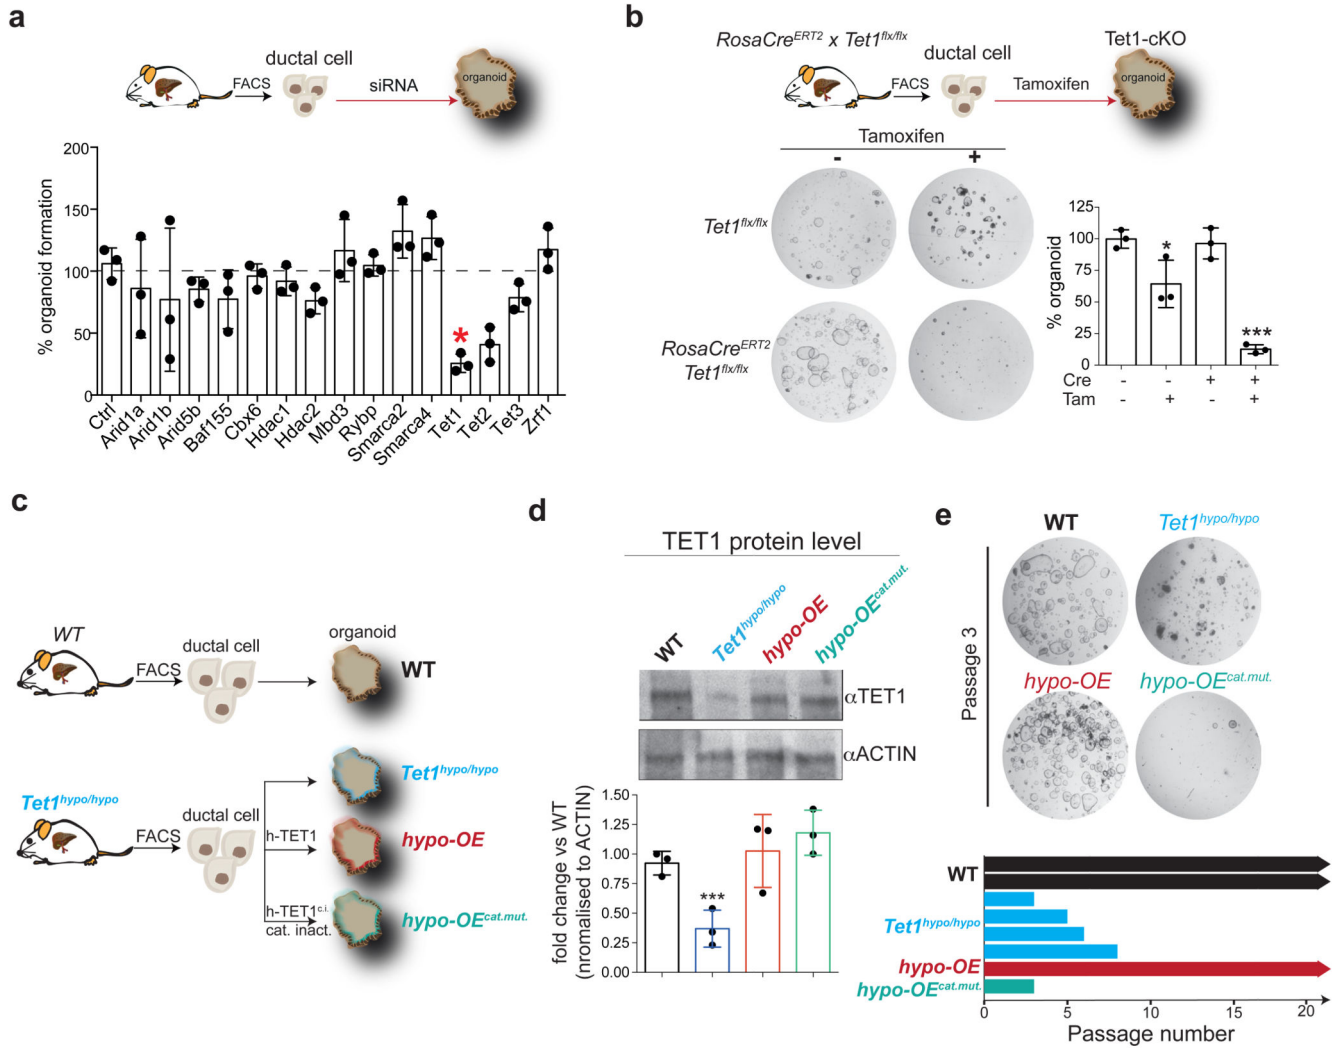 a
ductal cell
FACS
siRNA
organoid
% organoid formation
200
150
100
50
0
Ctrl
Arid1a
Arid1b
Arid5b
Baf155
Cbx6
Hdac1
Hdac2
Mbd3
Rybp
Smarca2
Smarca4
Tet1
Tet2
Tet3
Zrf1
*
b
RosaCreERT2 x Tet1flx/flx
ductal cell
Tet1-cKO
FACS
Tamoxifen
organoid
Tamoxifen
- +
Tet1flx/flx
RosaCreERT2
Tet1flx/flx
% organoid
125
100
75
50
25
0
*
***
Cre - - + +
Tam - + - +
c
WT
FACS
ductal cell
organoid
WT
Tet1hypo/hypo
FACS
ductal cell
Tet1hypo/hypo
h-TET1
hypo-OE
h-TET1c.i.
cat. inact.
hypo-OEcat.mut.
d
TET1 protein level
WT
Tet1hypo/hypo
hypo-OE
hypo-OEcat.mut.
αTET1
αACTIN
fold change vs WT
(nromalised to ACTIN)
1.50
1.25
1.00
0.75
0.50
0.25
0.00
***
e
WT
Tet1hypo/hypo
Passage 3
hypo-OE
hypo-OEcat.mut.
WT
Tet1hypo/hypo
hypo-OE
hypo-OEcat.mut.
0 5 10 15 20
Passage number